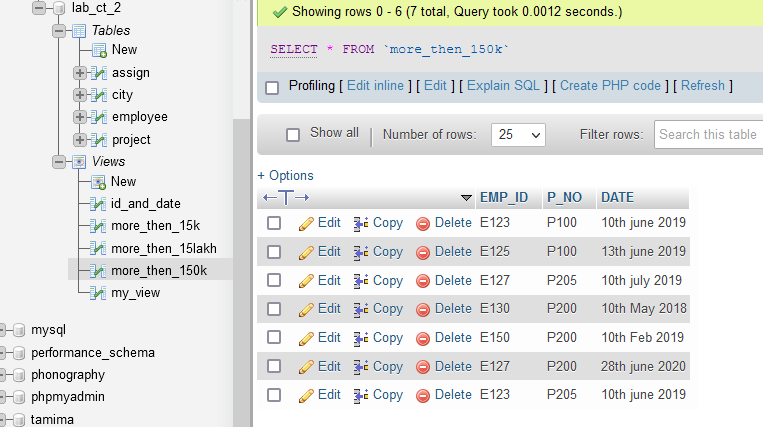 lab_ct_2
Tables
New
assign
city
employee
project
Views
New
id_and_date
more_then_15k
more_then_15lakh
more_then_150k
my_view
mysql
performance_schema
phonography
phpmyadmin
tamima
Showing rows 0 - 6 (7 total, Query took 0.0012 seconds.)
SELECT * FROM `more_then_150k`
Profiling [ Edit inline ] [ Edit ] [ Explain SQL ] [ Create PHP code ] [ Refresh ]
Show all | Number of rows: 25 Filter rows: Search this table
+ Options
←T→ EMP_ID P_NO DATE
Edit Copy Delete E123 P100 10th june 2019
Edit Copy Delete E125 P100 13th june 2019
Edit Copy Delete E127 P205 10th july 2019
Edit Copy Delete E130 P200 10th May 2018
Edit Copy Delete E150 P200 10th Feb 2019
Edit Copy Delete E127 P200 28th june 2020
Edit Copy Delete E123 P205 10th june 2019